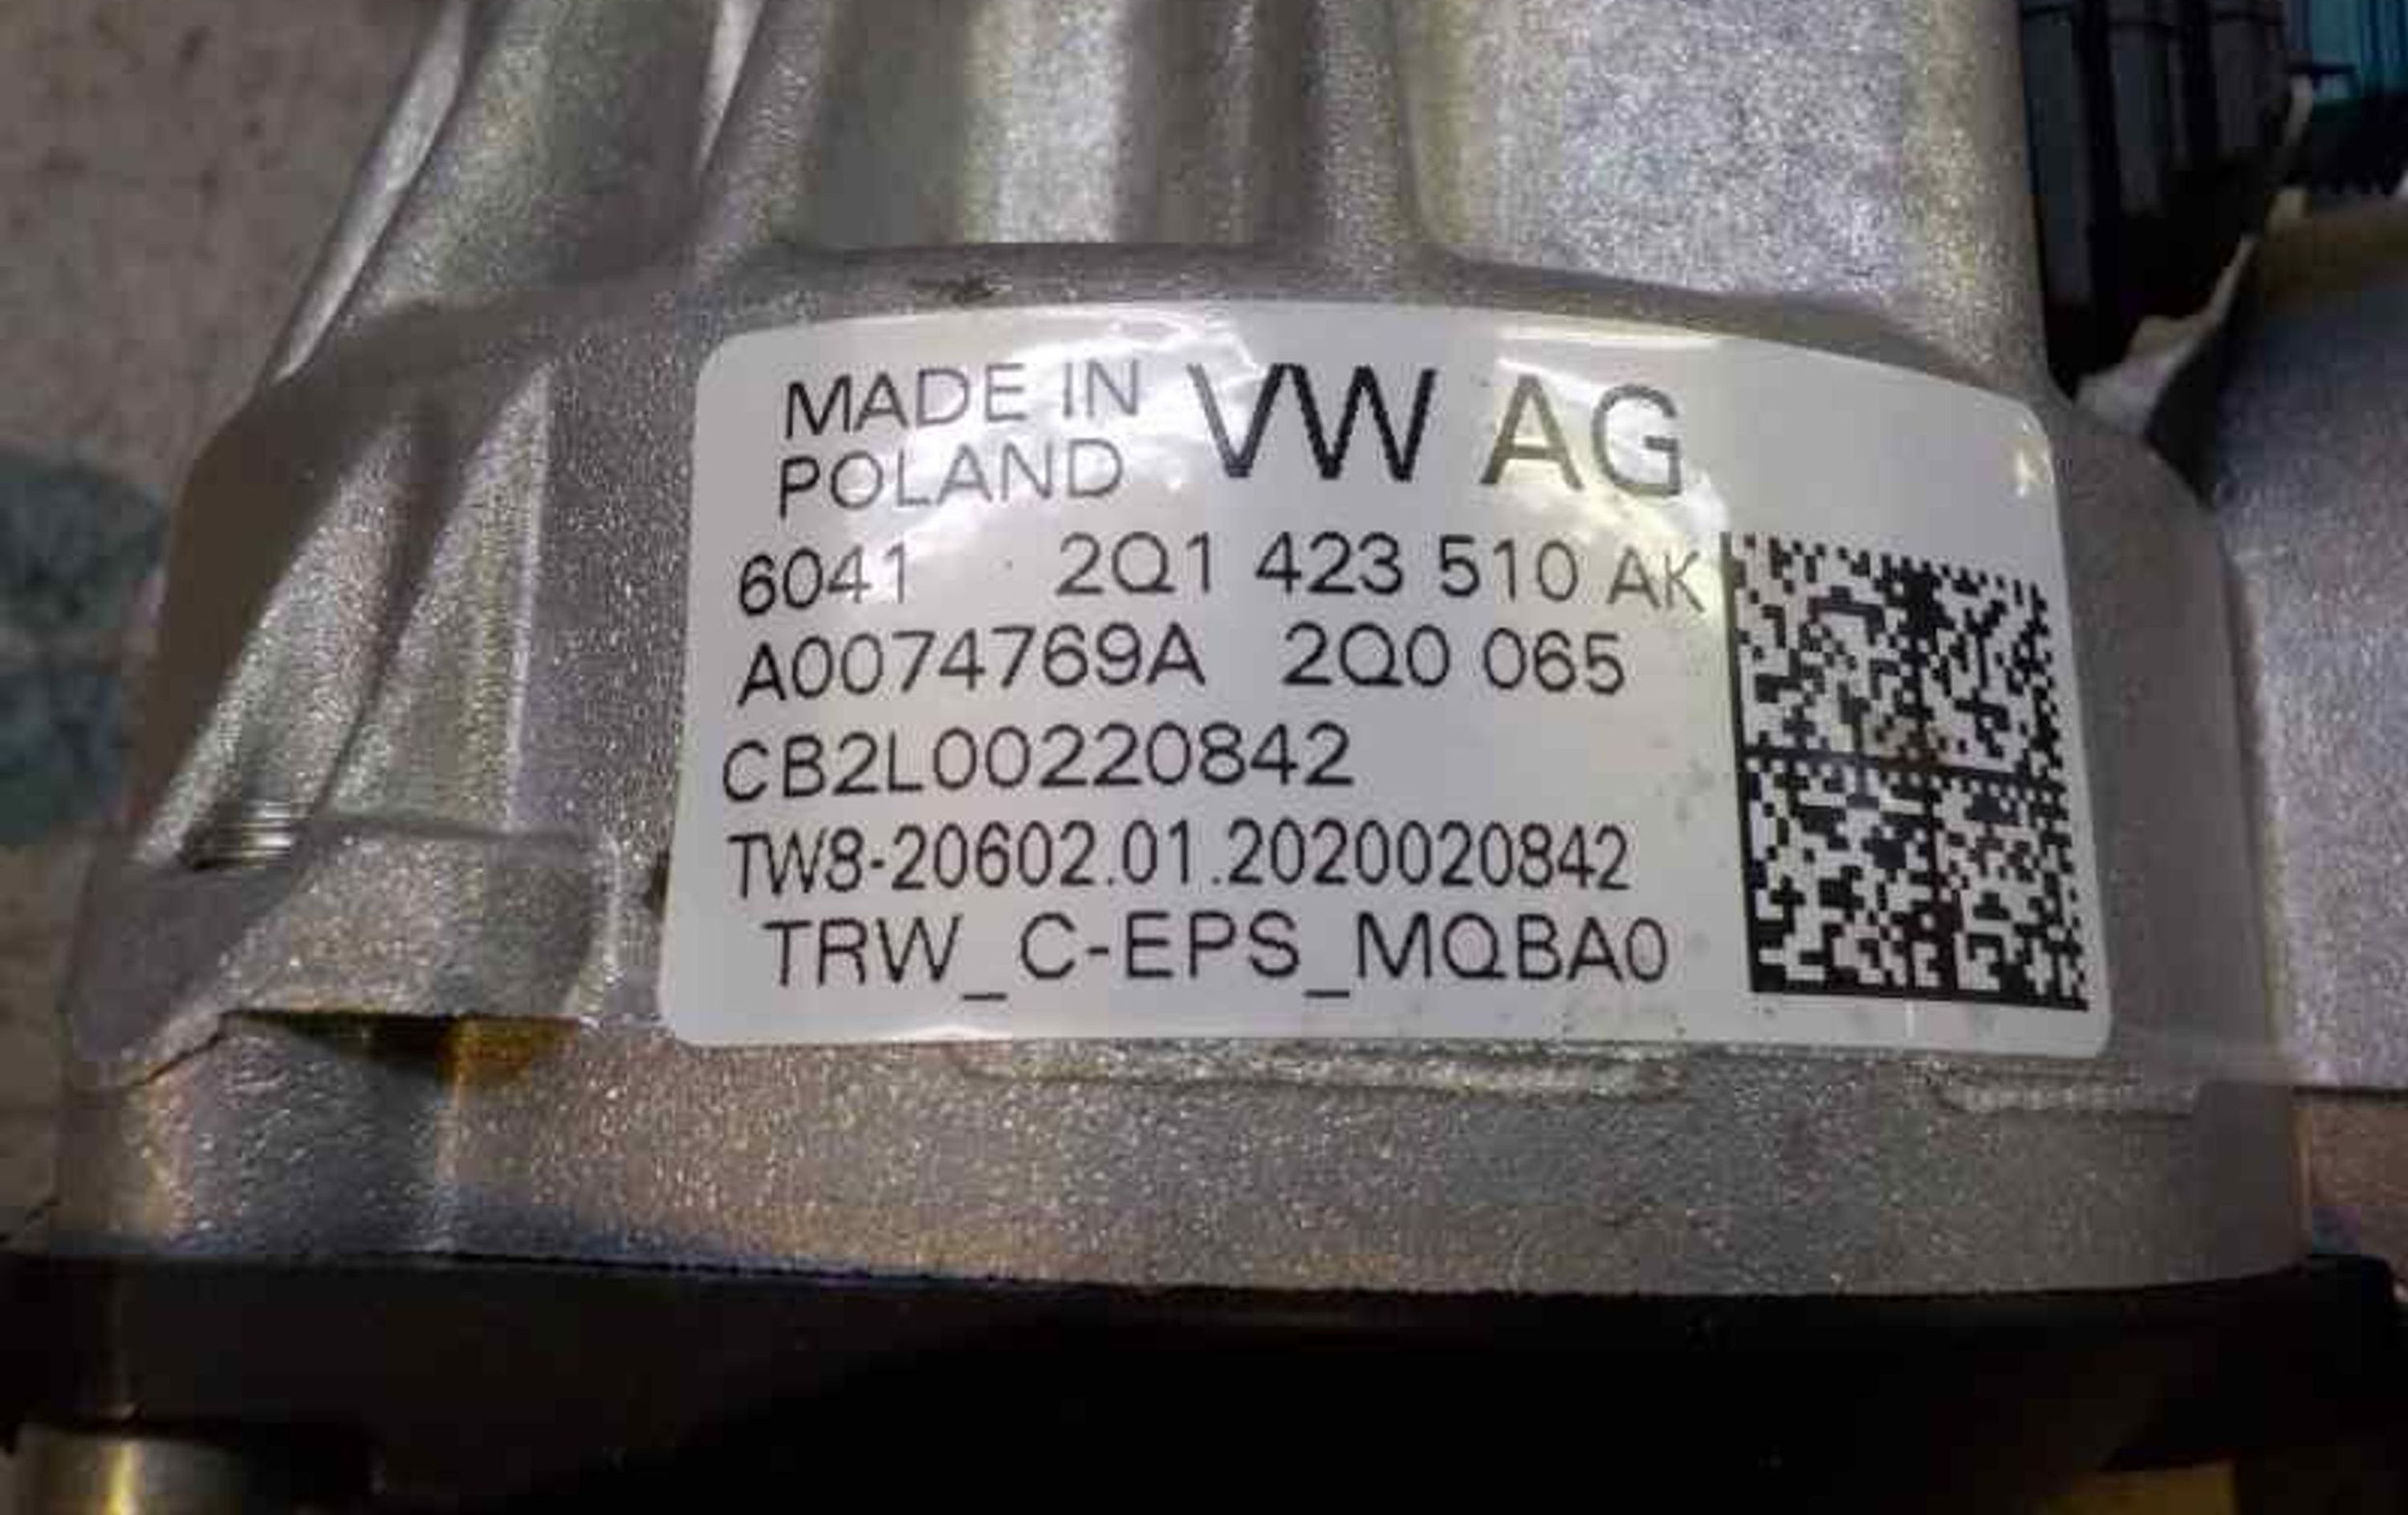 MADE IN
POLAND
VW AG
6041 2Q1 423 510 AK
A0074769A 2Q0 065
CB2L00220842
TW8-20602.01.2020020842
TRW_C-EPS_MQBA0